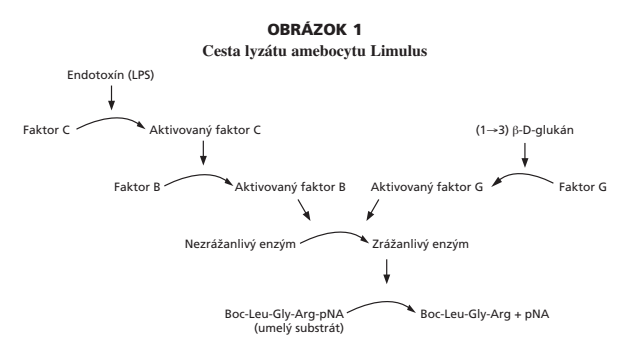 OBRÁZOK 1
Cesta lyzátu amebocytu Limulus
Endotoxín (LPS)
Faktor C
Aktivovaný faktor C
(1→3) β-D-glukán
Faktor B
Aktivovaný faktor B
Aktivovaný faktor G
Faktor G
Nezrážanlivý enzým
Zrážanlivý enzým
Boc-Leu-Gly-Arg-pNA
(umelý substrát)
Boc-Leu-Gly-Arg + pNA